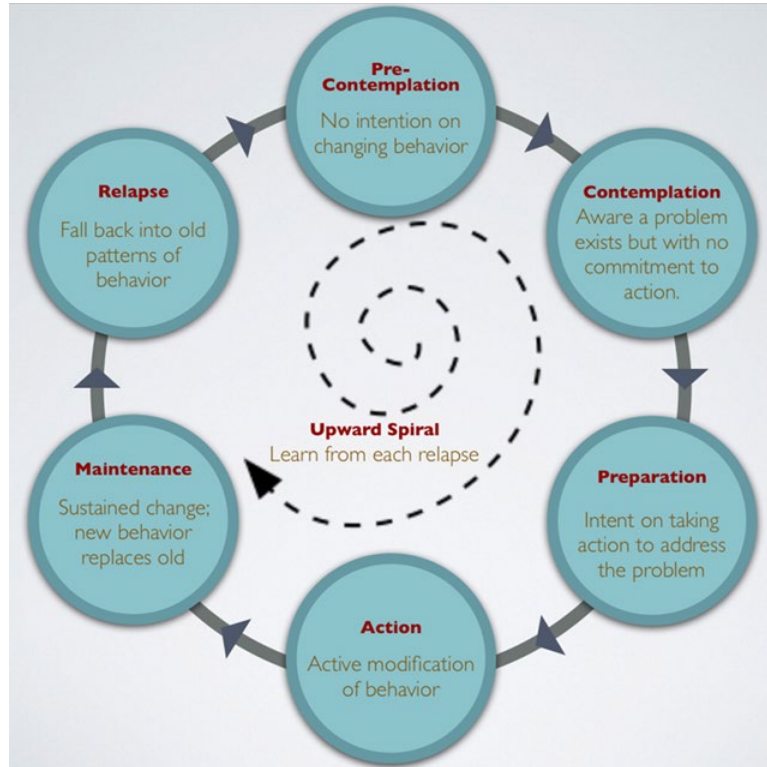 Pre-
Contemplation
No intention on
changing behavior
Contemplation
Aware a problem
exists but with no
commitment to
action.
Preparation
Intent on taking
action to address
the problem
Action
Active modification
of behavior
Maintenance
Sustained change;
new behavior
replaces old
Relapse
Fall back into old
patterns of
behavior
Upward Spiral
Learn from each relapse